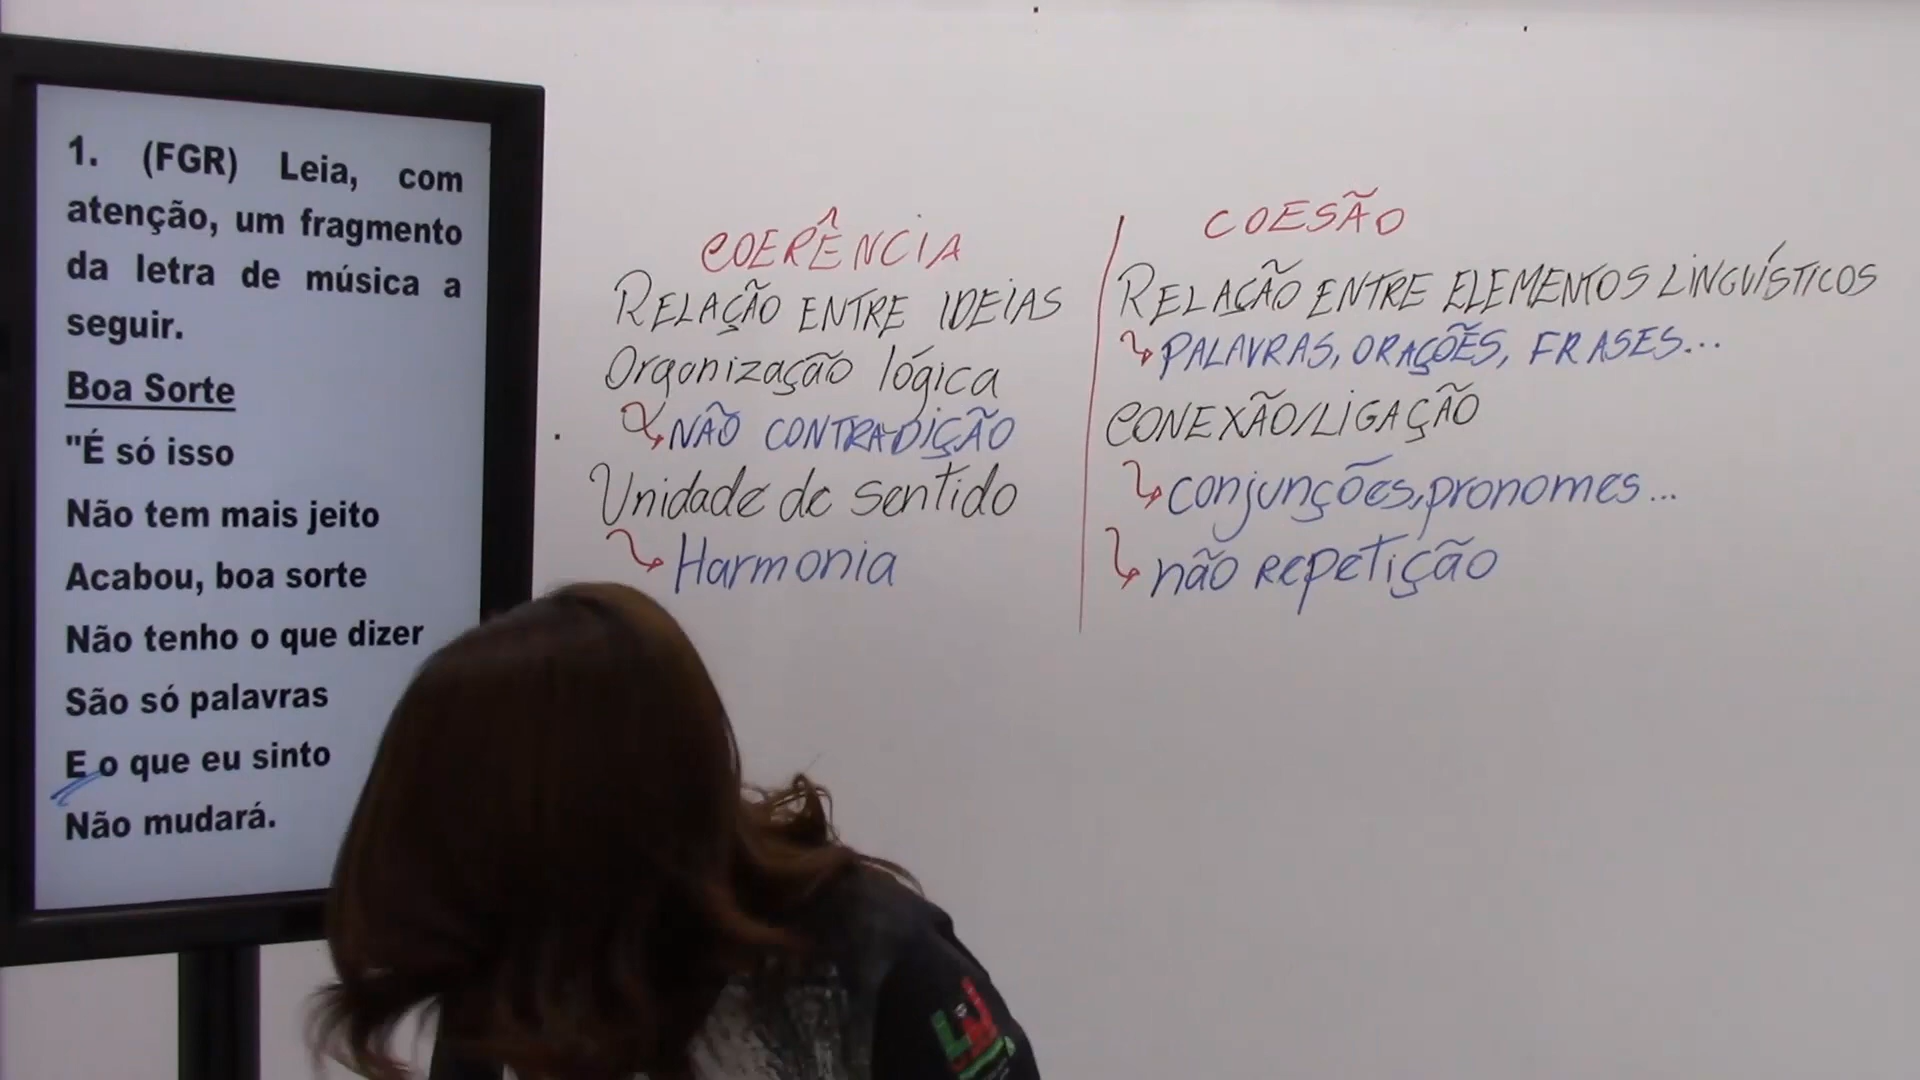 1. (FGR) Leia, com
atenção, um fragmento
da letra de música a
seguir.
Boa Sorte
"É só isso
Não tem mais jeito
Acabou, boa sorte
Não tenho o que dizer
São só palavras
E o que eu sinto
Não mudará.
COERÊNCIA
RELAÇÃO ENTRE IDEIAS
Organização lógica
NÃO CONTRADIÇÃO
Unidade de sentido
Harmonia
COESÃO
RELAÇÃO ENTRE ELEMENTOS LINGUÍSTICOS
PALAVRAS, ORAÇÕES, FRASES...
CONEXÃO/LIGAÇÃO
conjunções, pronomes...
não REPETIÇÃO